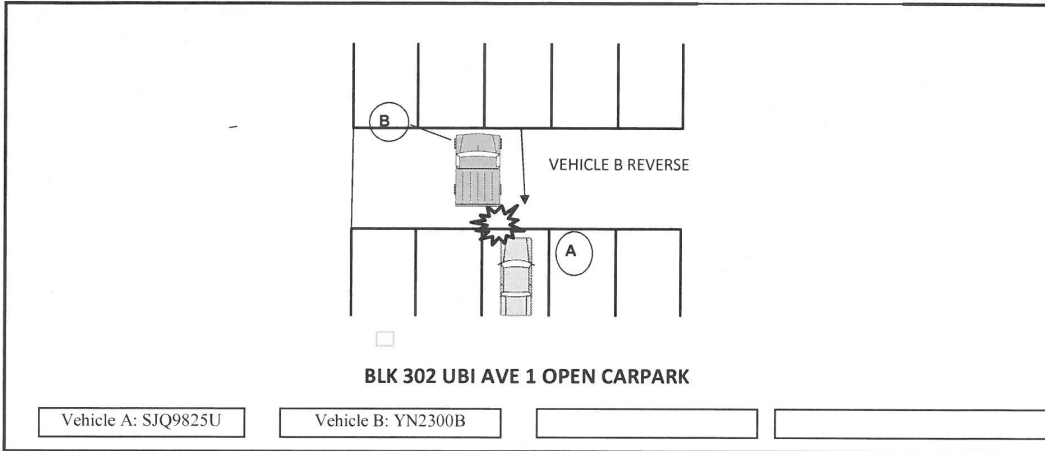 B
VEHICLE B REVERSE
A
BLK 302 UBI AVE 1 OPEN CARPARK
Vehicle A: SJQ9825U
Vehicle B: YN2300B